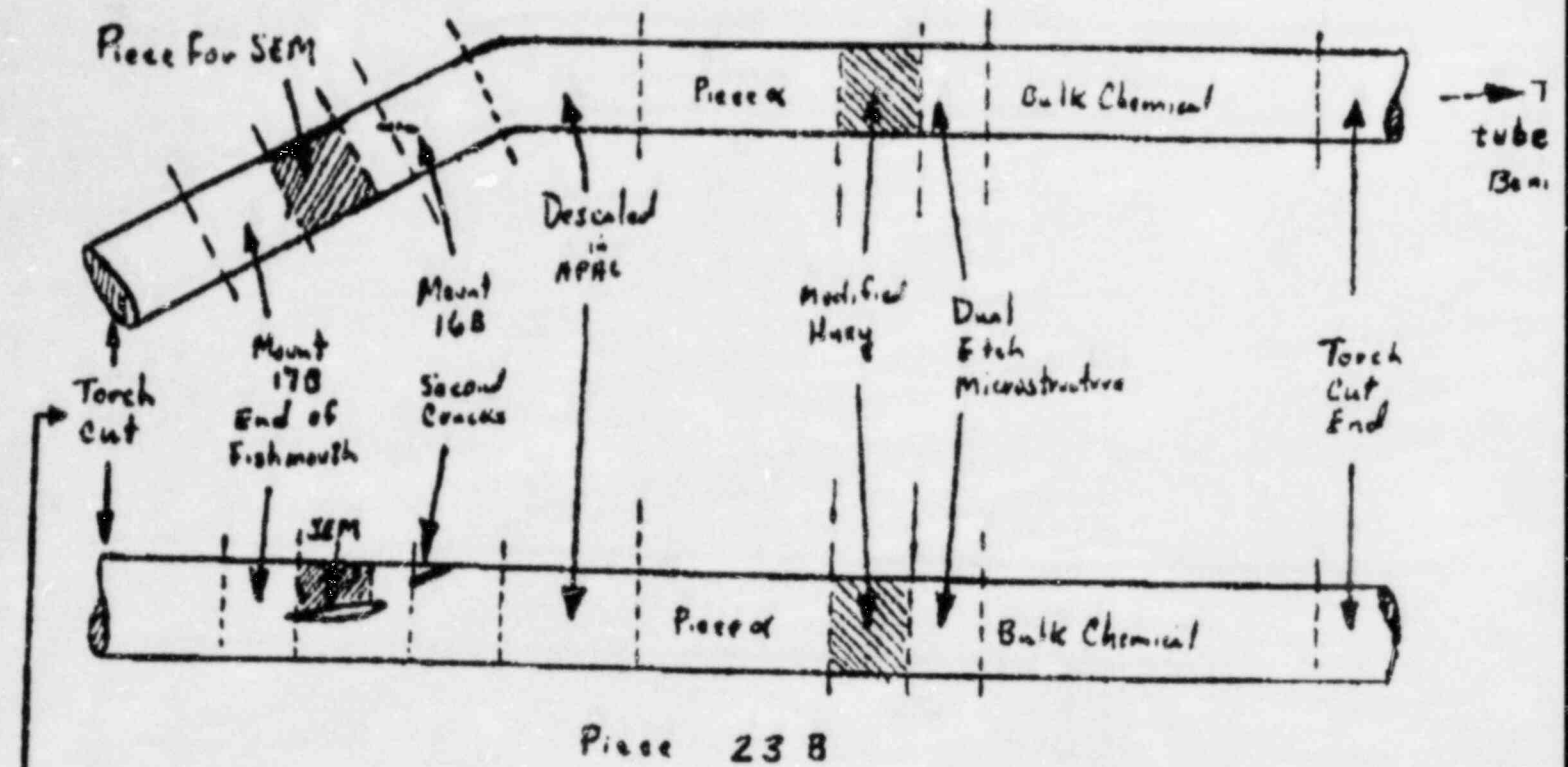 Piece For SEM
Piece α
Bulk Chemical
tube
Descaled
in
APAC
Mount
16B
Second
Cracks
Mount
17B
End of
Fishmouth
Torch
Cut
Modified
Huey
Dual
Etch
Microstructure
Torch
Cut
End
SEM
Piece α
Bulk Chemical
Piece 23 B